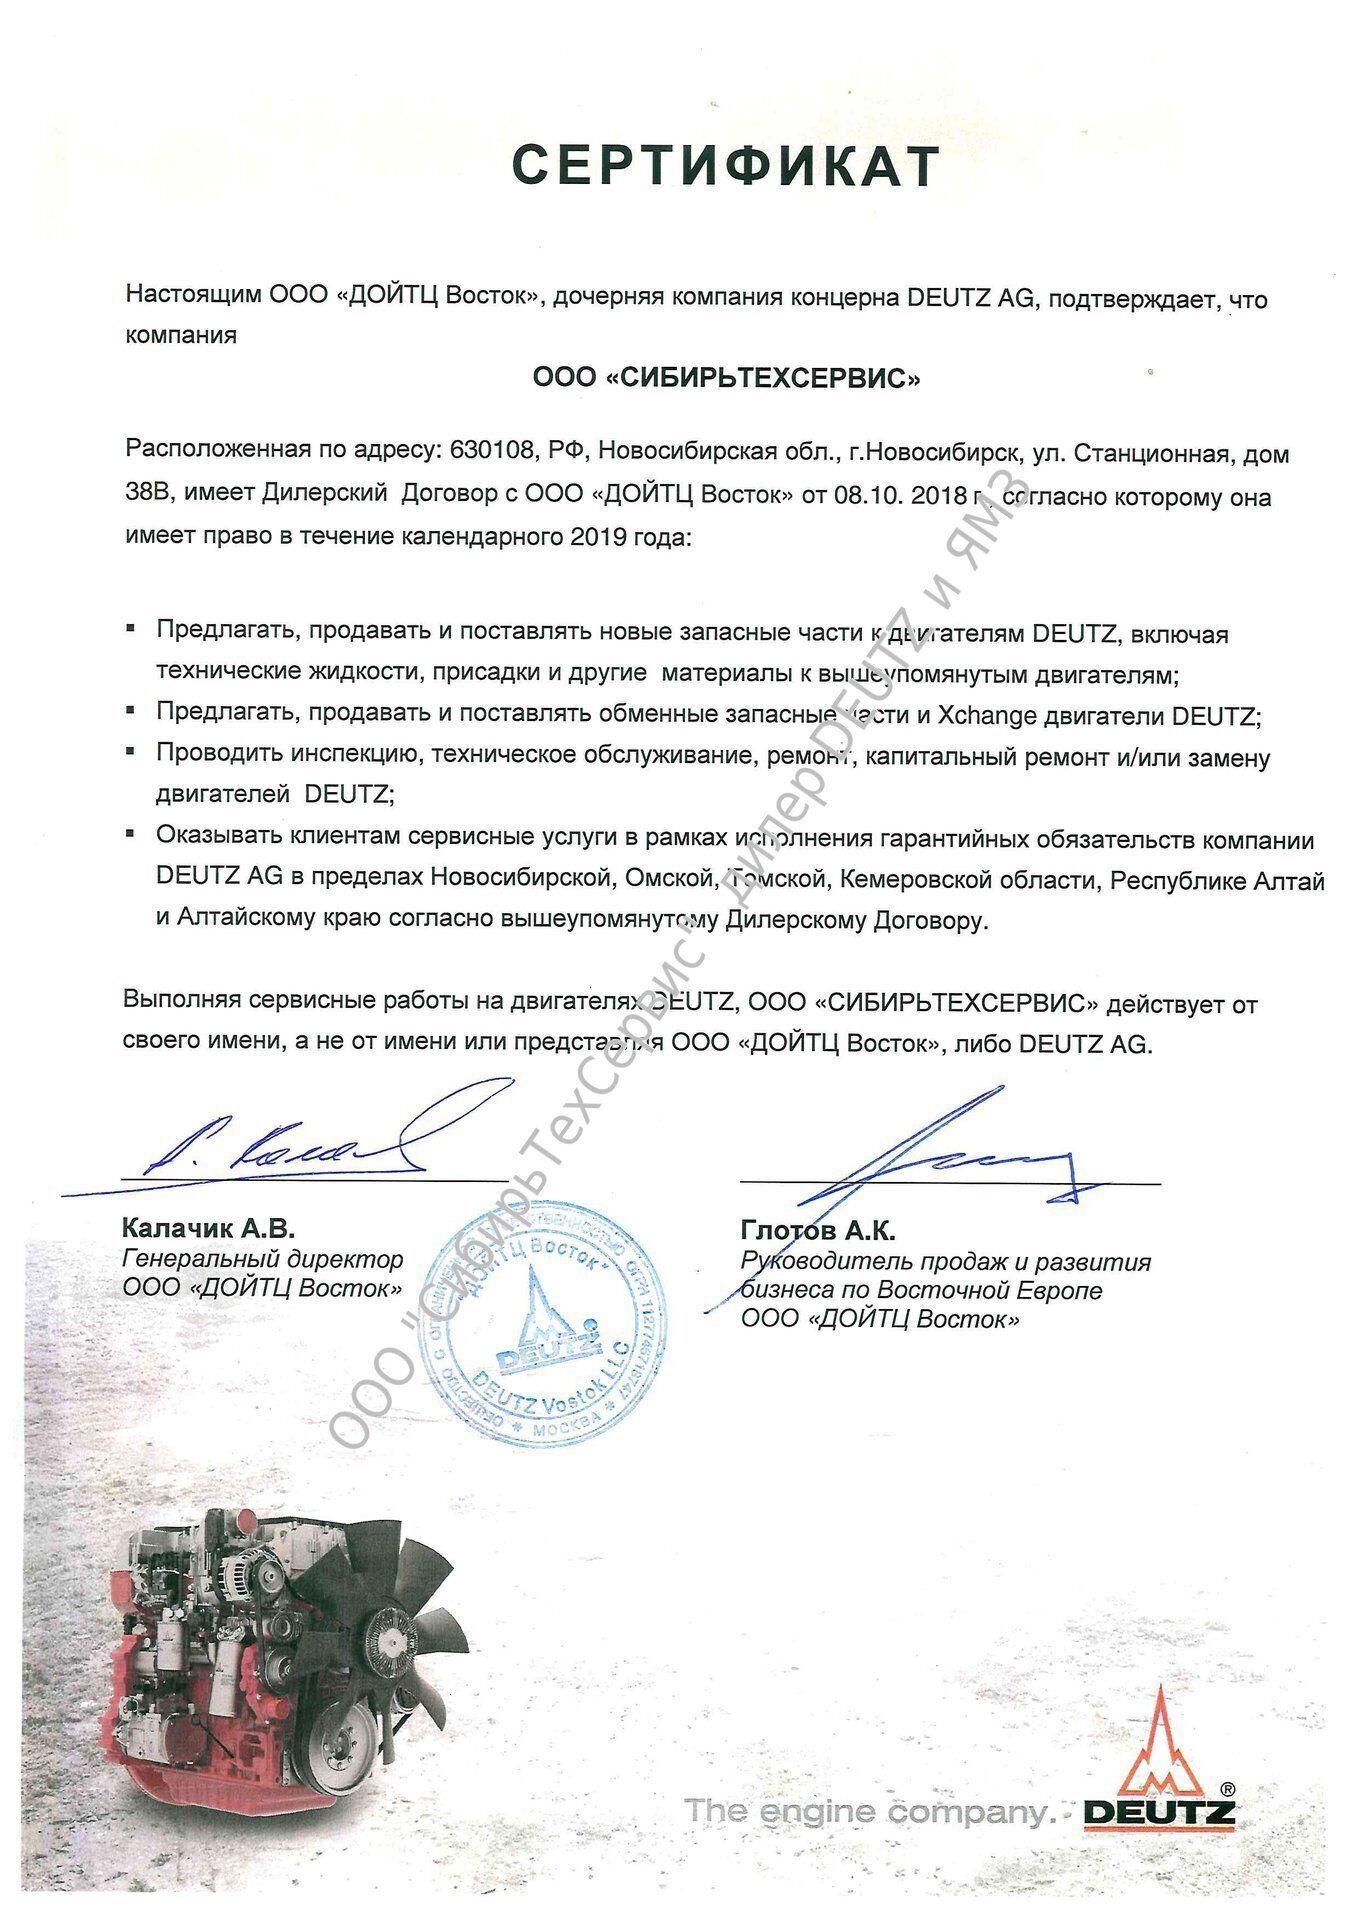 СЕРТИФИКАТ
Настоящим ООО «ДОЙТЦ Восток», дочерняя компания концерна DEUTZ AG, подтверждает, что
компания
ООО «СИБИРЬТЕХСЕРВИС»
Расположенная по адресу: 630108, РФ, Новосибирская обл., г.Новосибирск, ул. Станционная, дом
38В, имеет Дилерский Договор с ООО «ДОЙТЦ Восток» от 08.10. 2018 г, согласно которому она
имеет право в течение календарного 2019 года:
▪ Предлагать, продавать и поставлять новые запасные части к двигателям DEUTZ, включая
технические жидкости, присадки и другие материалы к вышеупомянутым двигателям;
▪ Предлагать, продавать и поставлять обменные запасные части и Xchange двигатели DEUTZ;
▪ Проводить инспекцию, техническое обслуживание, ремонт, капитальный ремонт и/или замену
двигателей DEUTZ;
▪ Оказывать клиентам сервисные услуги в рамках исполнения гарантийных обязательств компании
DEUTZ AG в пределах Новосибирской, Омской, Томской, Кемеровской области, Республике Алтай
и Алтайскому краю согласно вышеупомянутому Дилерскому Договору.
Выполняя сервисные работы на двигателях DEUTZ, ООО «СИБИРЬТЕХСЕРВИС» действует от
своего имени, а не от имени или представляя ООО «ДОЙТЦ Восток», либо DEUTZ AG.
Калачик А.В.
Генеральный директор
ООО «ДОЙТЦ Восток»
Глотов А.К.
Руководитель продаж и развития
бизнеса по Восточной Европе
ООО «ДОЙТЦ Восток»
ООО "СибирьТехСервис" дилер DEUTZ и ЯМЗ
"ДОЙТЦ Восток"
DEUTZ
DEUTZ Vostok LLC
ОБЩЕСТВО С ОГРАНИЧЕННОЙ ОТВЕТСТВЕННОСТЬЮ ОГРН 1127746718747
* МОСКВА *
The engine company.
DEUTZ®